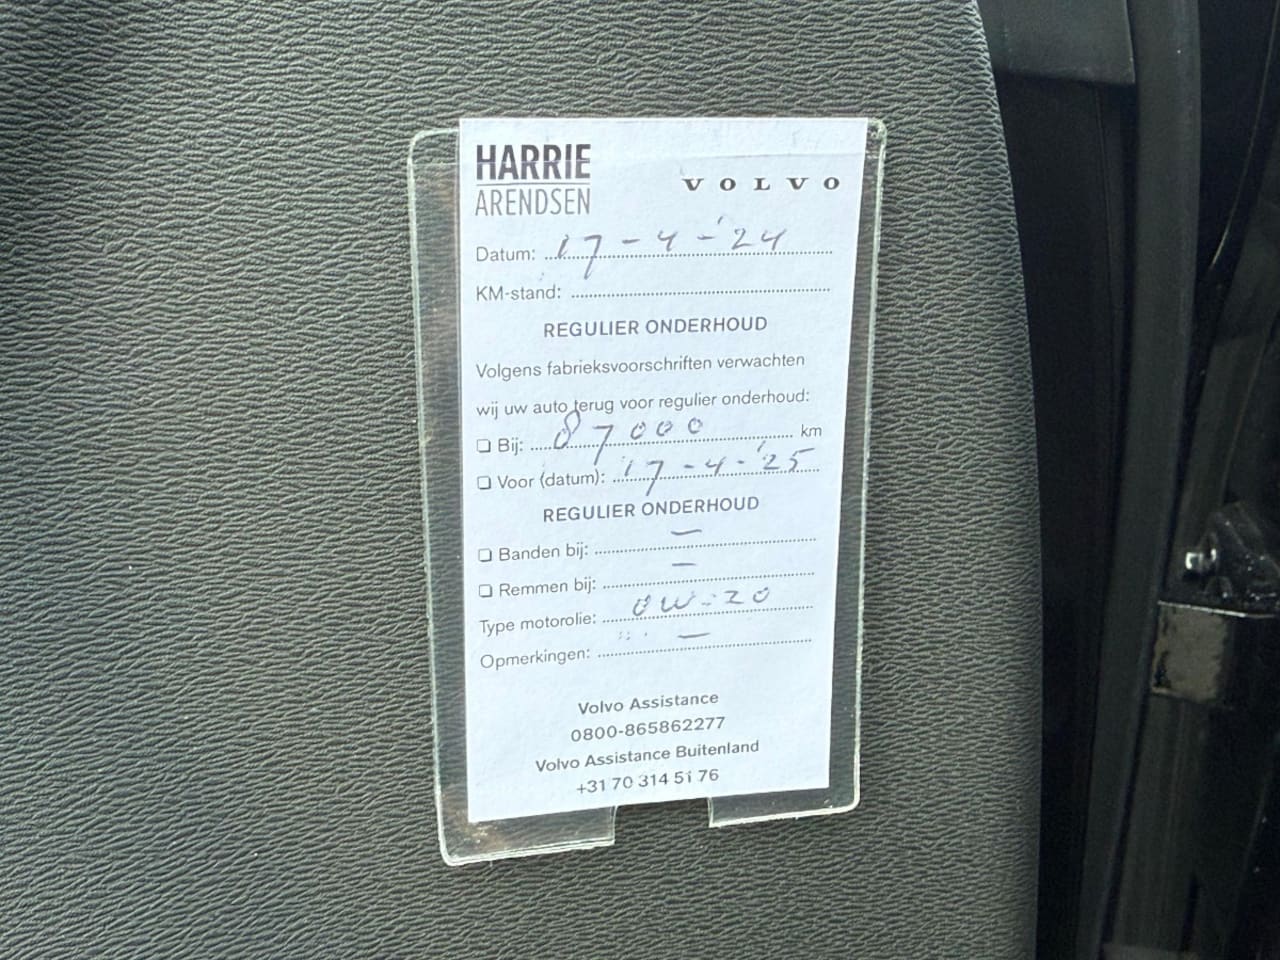 HARRIE
ARENDSEN
VOLVO
Datum: 17-4-'24
KM-stand:
REGULIER ONDERHOUD
Volgens fabrieksvoorschriften verwachten
wij uw auto terug voor regulier onderhoud:
Bij: 87000 km
Voor (datum): 17-4-'25
REGULIER ONDERHOUD
Banden bij: —
Remmen bij: —
Type motorolie: 0W-20
Opmerkingen: —
Volvo Assistance
0800-865862277
Volvo Assistance Buitenland
+31 70 314 51 76